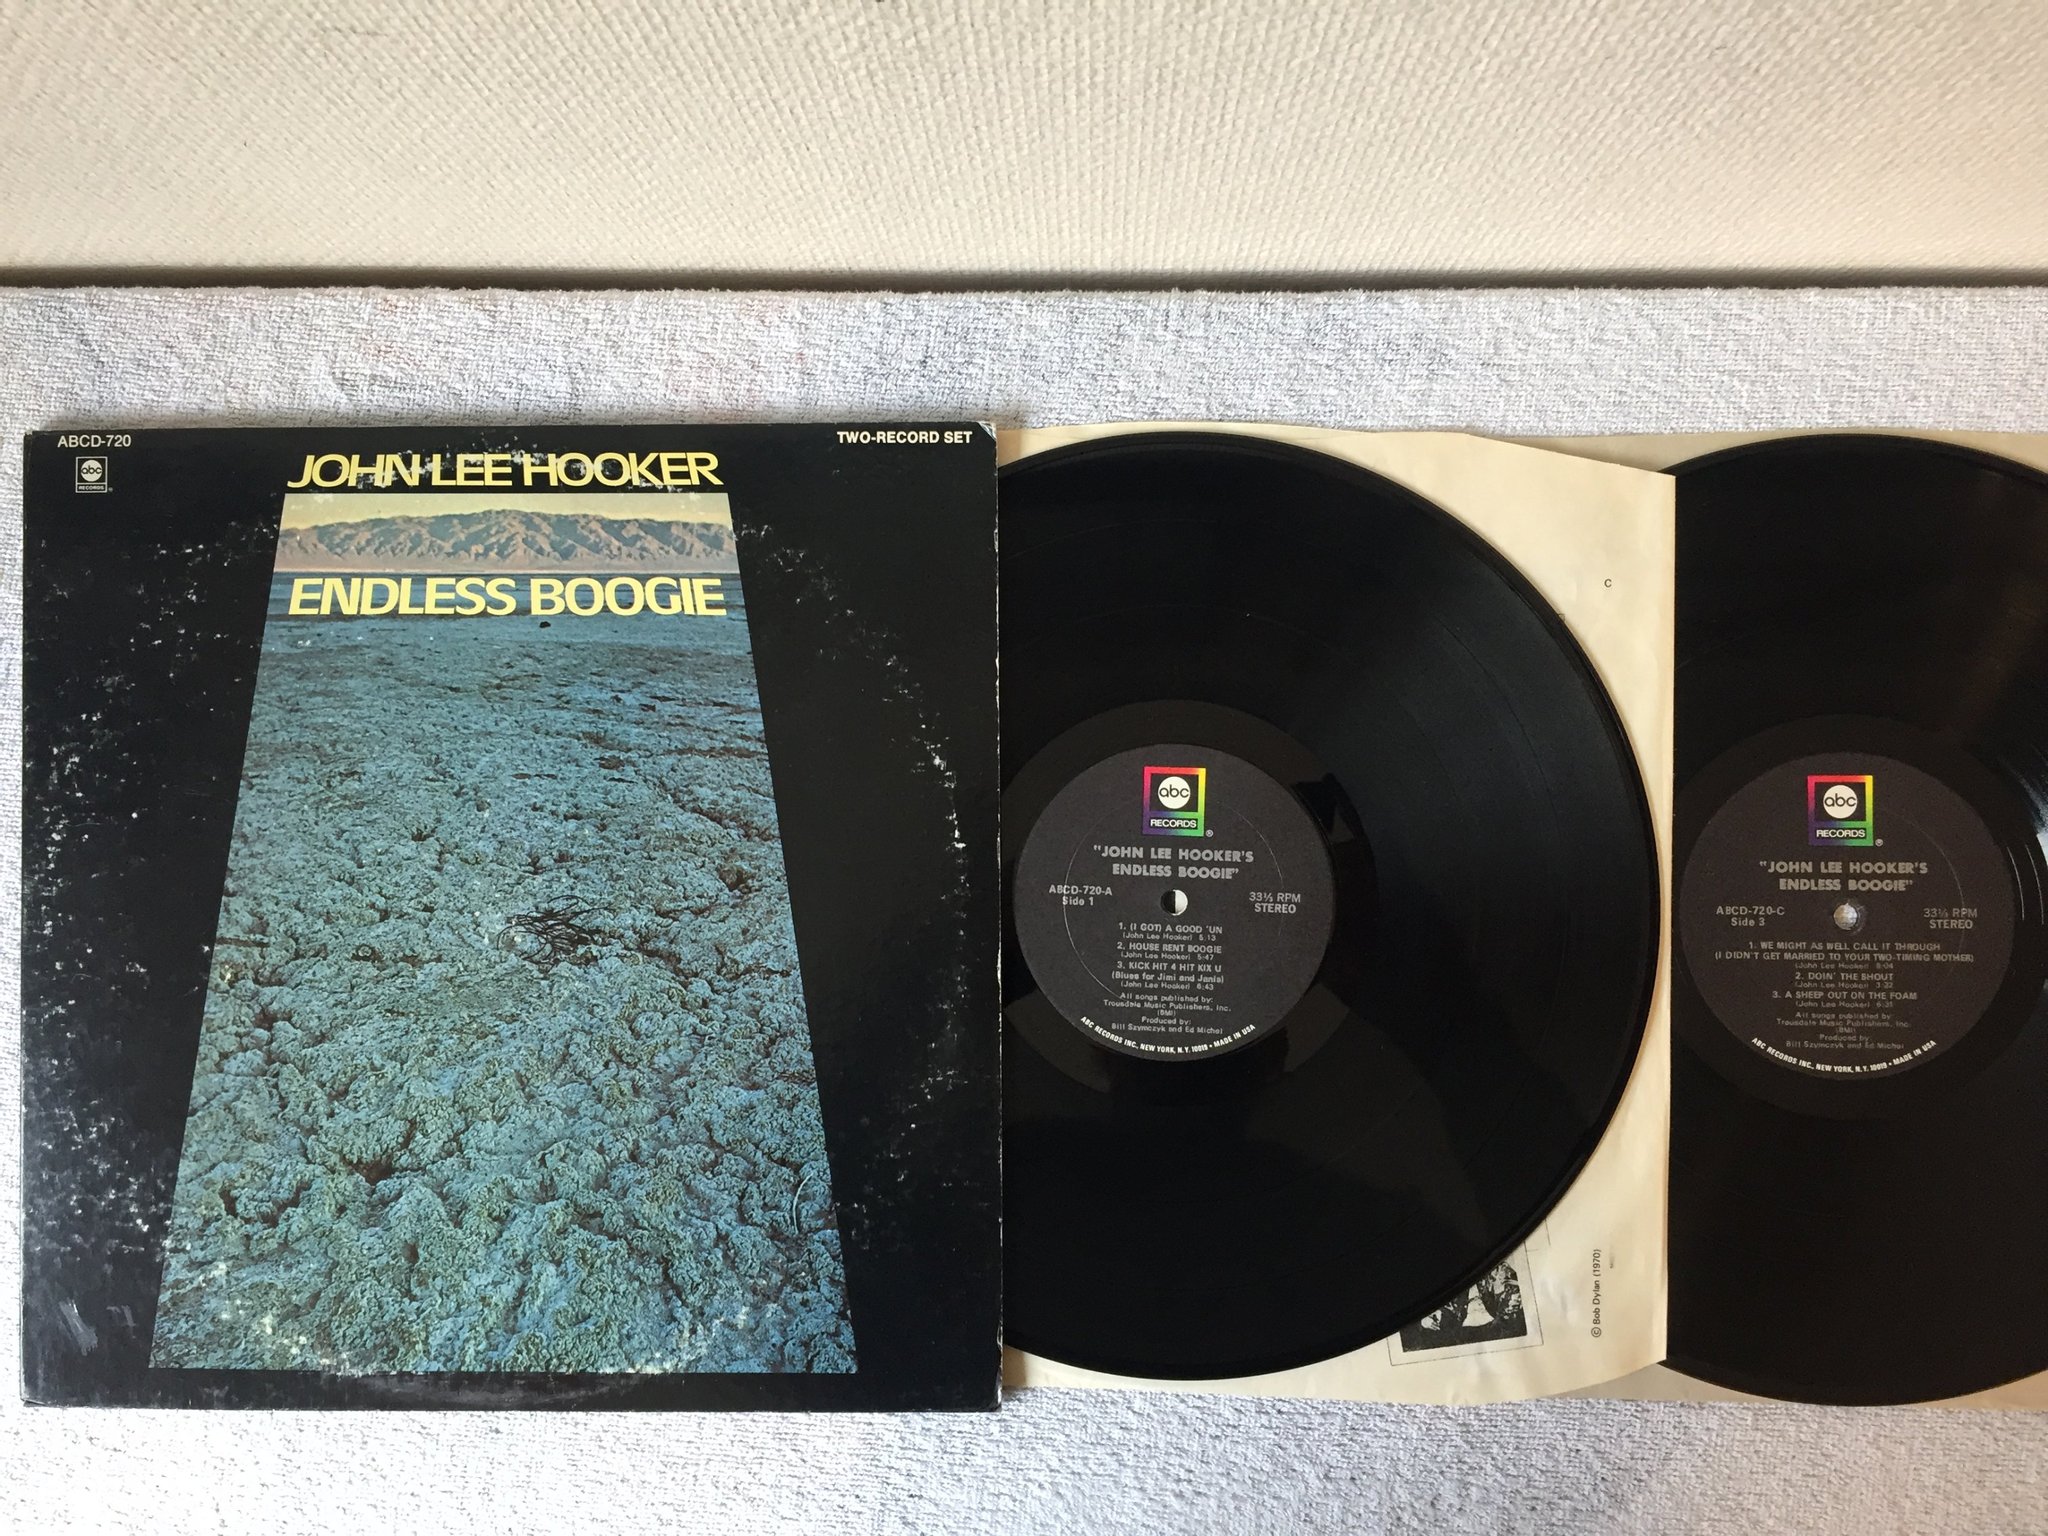 ABCD-720
TWO-RECORD SET
abc
RECORDS
JOHN LEE HOOKER
ENDLESS BOOGIE
abc
RECORDS ®
"JOHN LEE HOOKER'S
ENDLESS BOOGIE"
ABCD-720-A
Side 1
33⅓ RPM
STEREO
1. (I GOT) A GOOD 'UN
(John Lee Hooker) 5:13
2. HOUSE RENT BOOGIE
(John Lee Hooker) 5:47
3. KICK HIT 4 HIT KIX U
(Blues for Jimi and Janis)
(John Lee Hooker) 6:43
All songs published by:
Trousdale Music Publishers, Inc.
(BMI)
Produced by:
Bill Szymczyk and Ed Michel
ABC RECORDS INC., NEW YORK, N.Y. 10019 • MADE IN USA
C
© Bob Dylan (1970)
abc
RECORDS ®
"JOHN LEE HOOKER'S
ENDLESS BOOGIE"
ABCD-720-C
Side 3
33⅓ RPM
STEREO
1. WE MIGHT AS WELL CALL IT THROUGH
(I DIDN'T GET MARRIED TO YOUR TWO-TIMING MOTHER)
(John Lee Hooker) 8:04
2. DOIN' THE SHOUT
(John Lee Hooker) 3:22
3. A SHEEP OUT ON THE FOAM
(John Lee Hooker) 6:31
All songs published by
Trousdale Music Publishers, Inc.
(BMI)
Produced by:
Bill Szymczyk and Ed Michel
ABC RECORDS INC., NEW YORK, N.Y. 10019 • MADE IN USA